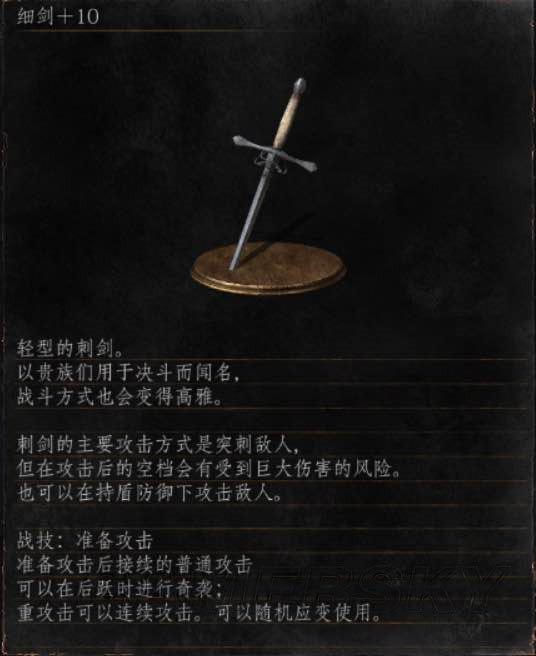 细剑＋10
轻型的刺剑。
以贵族们用于决斗而闻名，
战斗方式也会变得高雅。
刺剑的主要攻击方式是突刺敌人，
但在攻击后的空档会有受到巨大伤害的风险。
也可以在持盾防御下攻击敌人。
战技：准备攻击
准备攻击后接续的普通攻击
可以在后跃时进行奇袭；
重攻击可以连续攻击。可以随机应变使用。